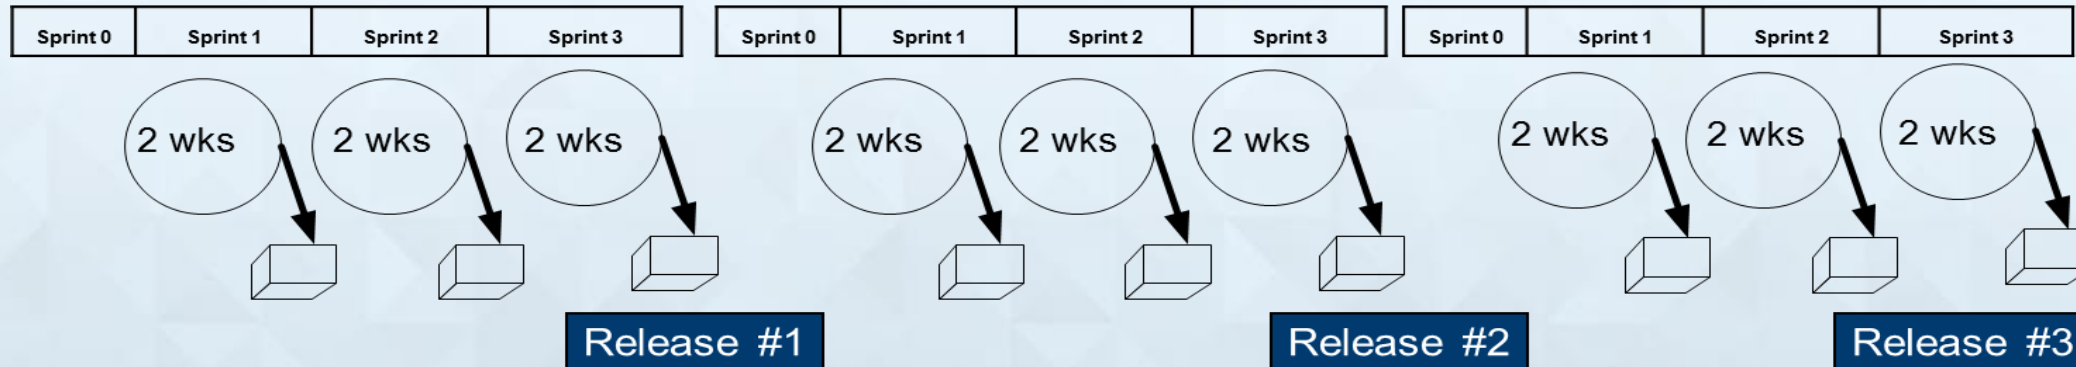 Sprint 0 Sprint 1 Sprint 2 Sprint 3 Sprint 0 Sprint 1 Sprint 2 Sprint 3 Sprint 0 Sprint 1 Sprint 2 Sprint 3
2 wks 2 wks 2 wks 2 wks 2 wks 2 wks 2 wks 2 wks 2 wks
Release #1 Release #2 Release #3